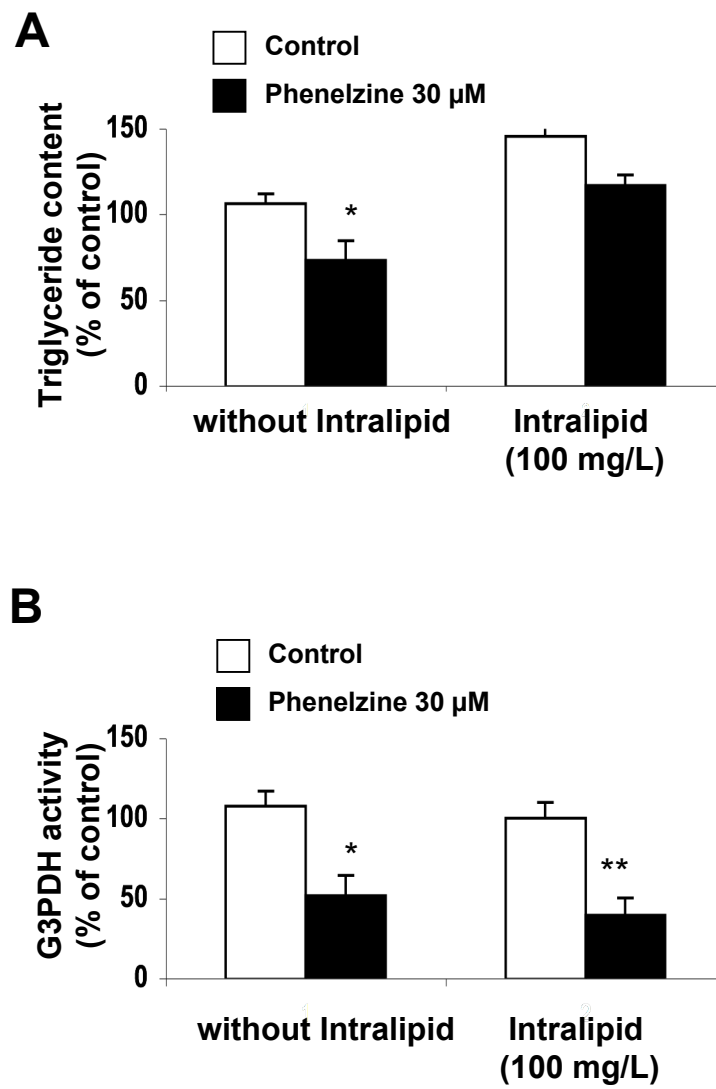 A
Control
Phenelzine 30 µM
Triglyceride content
(% of control)
150
100
50
0
*
without Intralipid
Intralipid
(100 mg/L)
B
Control
Phenelzine 30 µM
G3PDH activity
(% of control)
150
100
50
0
*
**
without Intralipid
Intralipid
(100 mg/L)